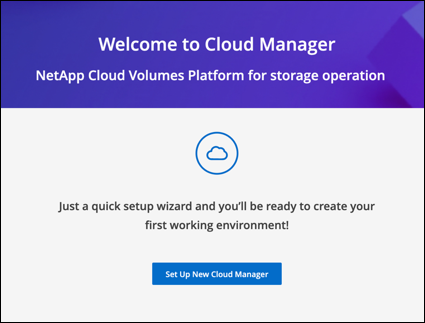 Welcome to Cloud Manager
NetApp Cloud Volumes Platform for storage operation
Just a quick setup wizard and you'll be ready to create your
first working environment!
Set Up New Cloud Manager